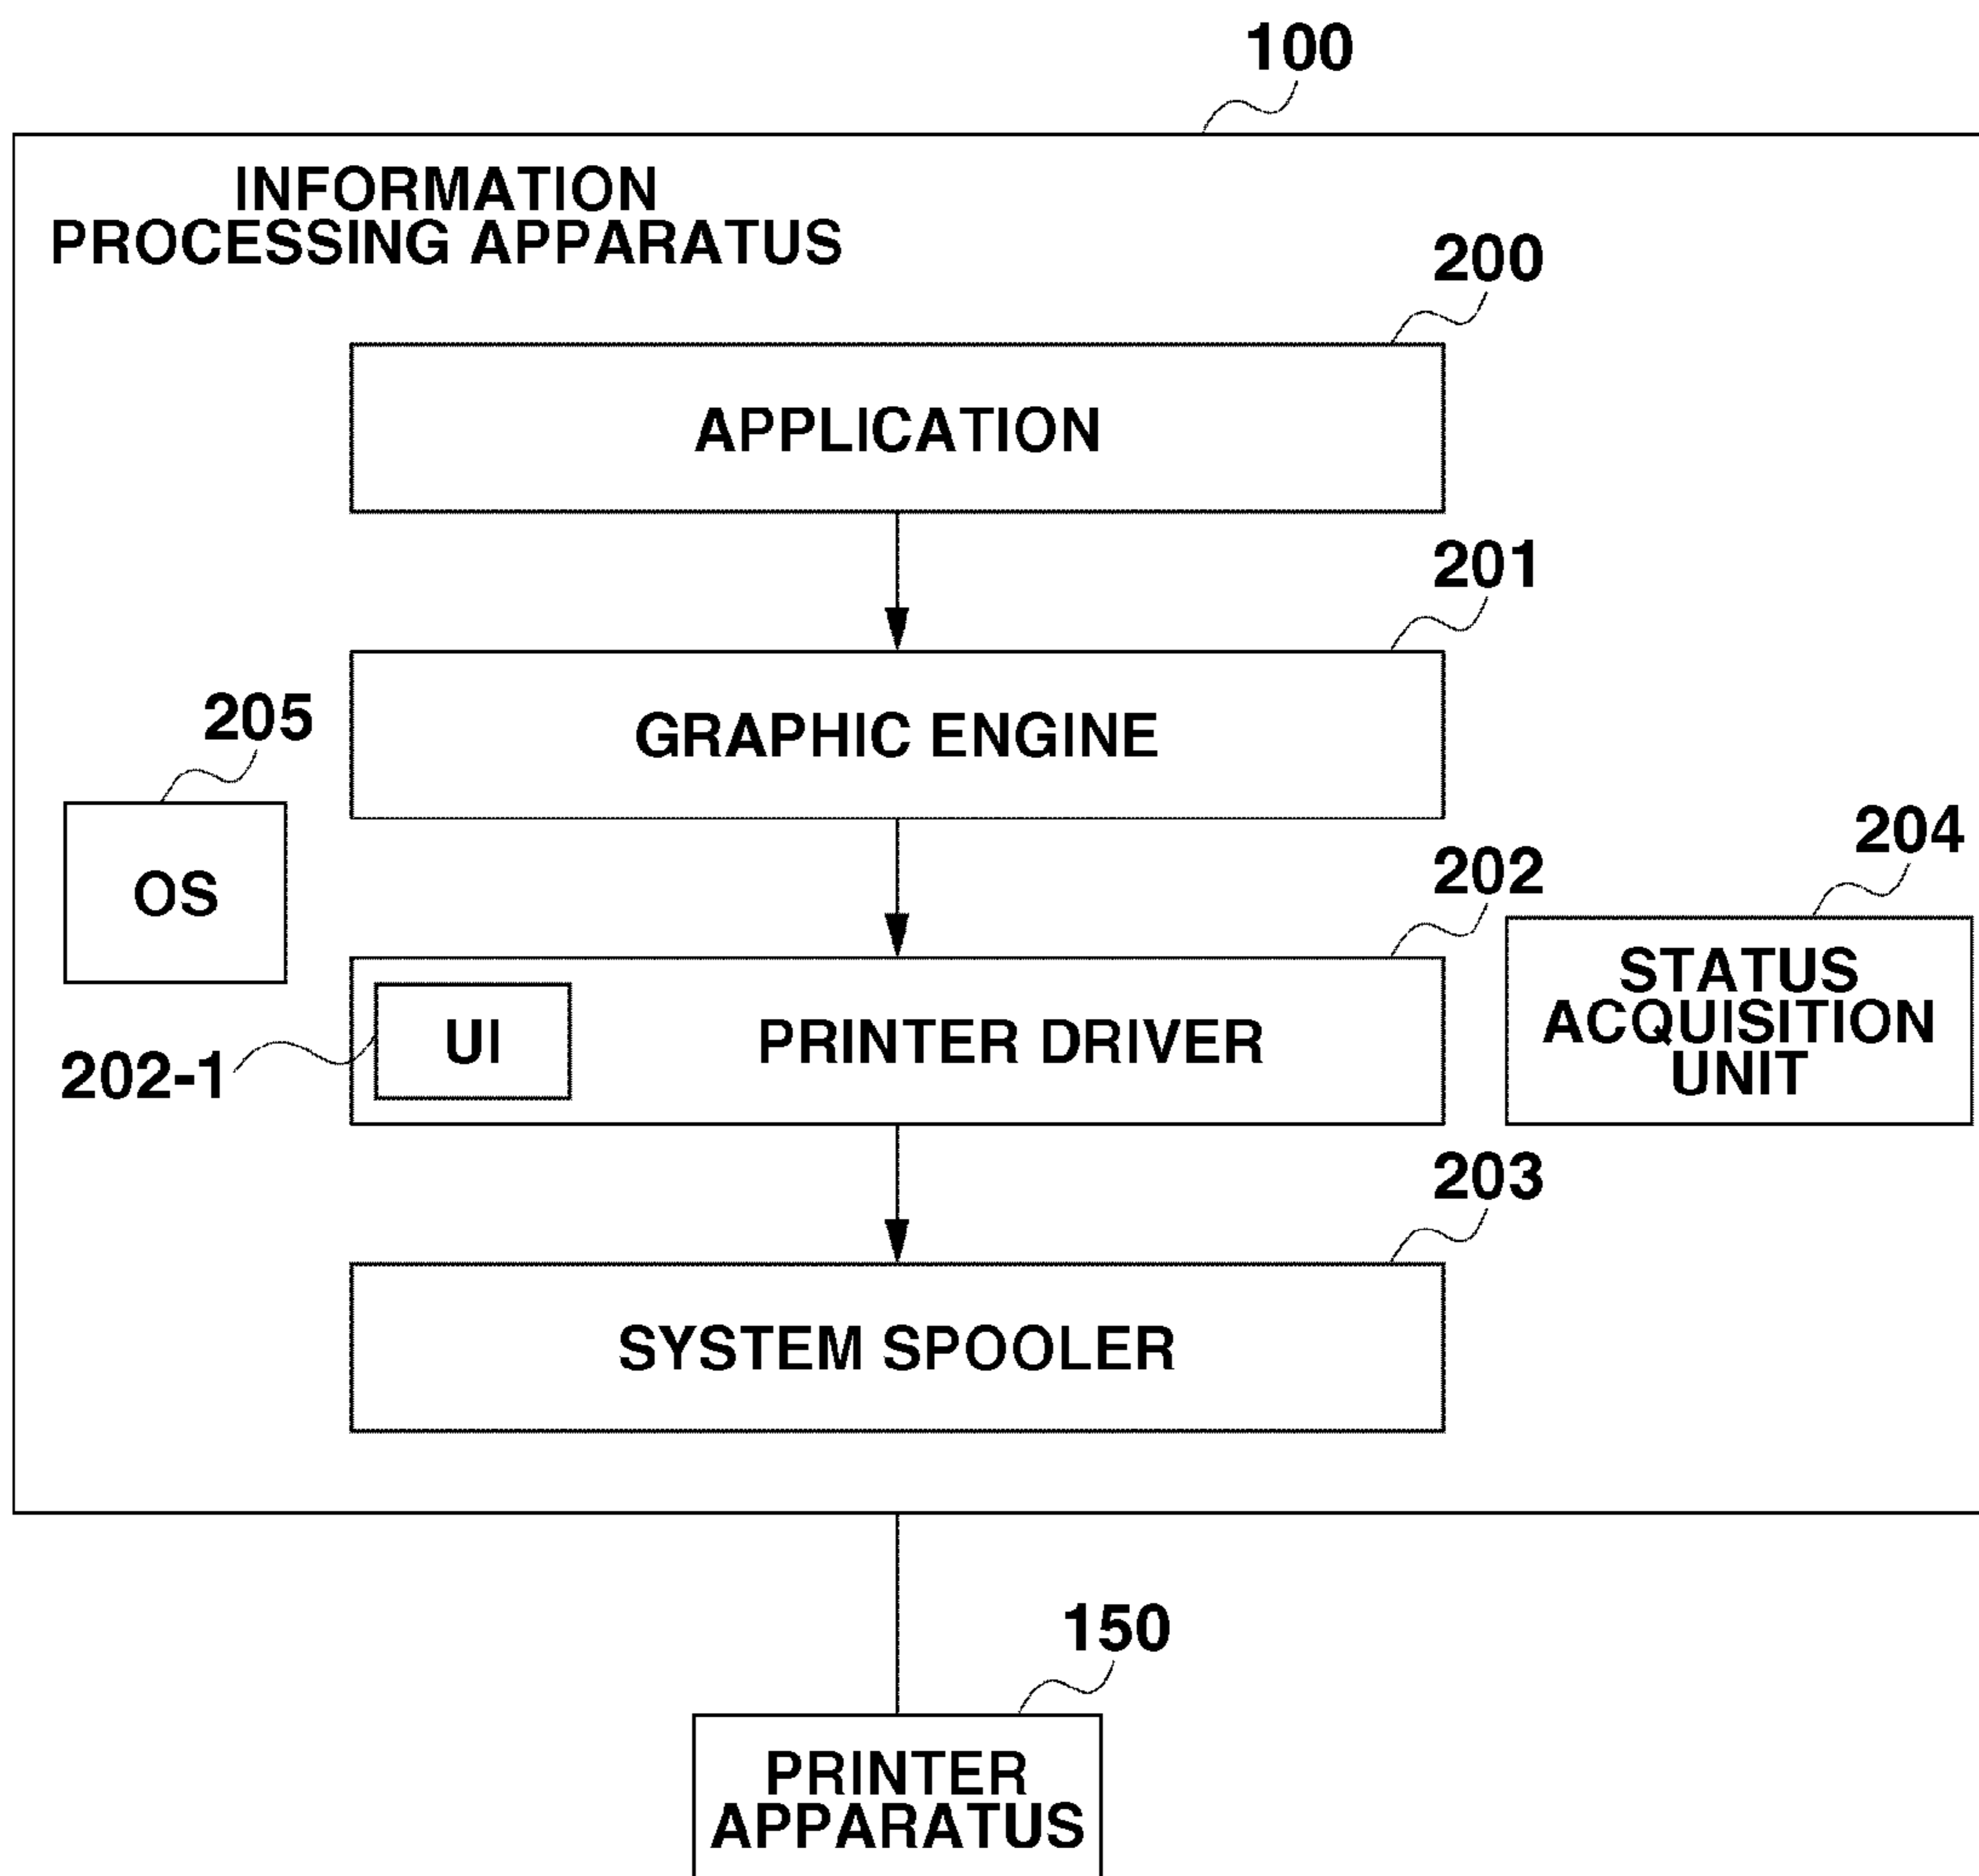 100
INFORMATION
PROCESSING APPARATUS
200
APPLICATION
201
GRAPHIC ENGINE
205
OS
202
204
UI
PRINTER DRIVER
202-1
STATUS
ACQUISITION
UNIT
203
SYSTEM SPOOLER
150
PRINTER
APPARATUS